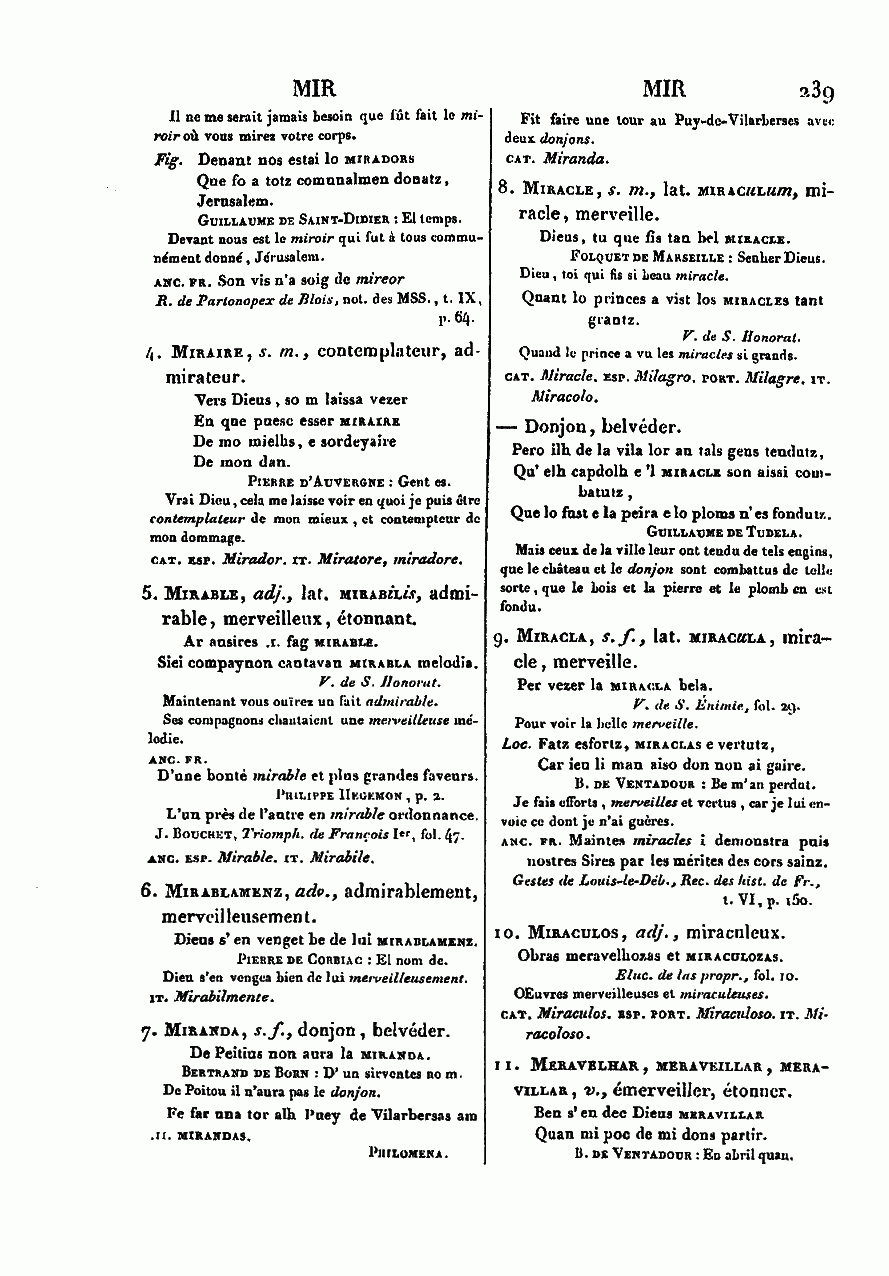 MIR
MIR 239
Il ne me serait jamais besoin que fût fait le mi-
roir où vous mirez votre corps.
Fig. Denant nos estai lo MIRADORS
Que fo a totz comunalmen donatz,
Jerusalem.
GUILLAUME DE SAINT-DIDIER : El temps.
Devant nous est le miroir qui fut à tous commu-
nément donné, Jérusalem.
ANC. FR. Son vis n'a soig de mireor
R. de Partonopex de Blois, not. des MSS., t. IX,
p. 64.
4. MIRAIRE, s. m., contemplateur, ad-
mirateur.
Vers Dieus, so m laissa vezer
En que puesc esser MIRAIRE
De mo mielhs, e sordeyaire
De mon dan.
PIERRE D'AUVERGNE : Gent es.
Vrai Dieu, cela me laisse voir en quoi je puis être
contemplateur de mon mieux, et contempteur de
mon dommage.
CAT. ESP. Mirador. IT. Miratore, miradore.
5. MIRABLE, adj., lat. MIRABILIS, admi-
rable, merveilleux, étonnant.
Ar ausires .I. fag MIRABLE.
Siei compaynon cantavan MIRABLA melodia.
V. de S. Honorat.
Maintenant vous ouïrez un fait admirable.
Ses compagnons chantaient une merveilleuse mé-
lodie.
ANC. FR.
D'une bonté mirable et plus grandes faveurs.
PHILIPPE HEGEMON, p. 2.
L'un près de l'autre en mirable ordonnance.
J. BOUCHET, Triomph. de François Ier, fol. 47.
ANC. ESP. Mirable. IT. Mirabile.
6. MIRABLAMENZ, adv., admirablement,
merveilleusement.
Dieus s'en venget be de lui MIRABLAMENZ.
PIERRE DE CORBIAC : El nom de.
Dieu s'en vengea bien de lui merveilleusement.
IT. Mirabilmente.
7. MIRANDA, s. f., donjon, belvéder.
De Peitius non aura la MIRANDA.
BERTRAND DE BORN : D'un sirventes no m.
De Poitou il n'aura pas le donjon.
Fe far una tor alh Puey de Vilarbersas am
.II. MIRANDAS.
PHILOMENA.
Fit faire une tour au Puy-de-Vilarberses avec
deux donjons.
CAT. Miranda.
8. MIRACLE, s. m., lat. MIRACULUM, mi-
racle, merveille.
Dieus, tu que fis tan bel MIRACLE.
FOLQUET DE MARSEILLE : Senher Dieus.
Dieu, toi qui fis si beau miracle.
Quant lo princes a vist los MIRACLES tant
grantz.
V. de S. Honorat.
Quand le prince a vu les miracles si grands.
CAT. Miracle. ESP. Milagro. PORT. Milagre. IT.
Miracolo.
— Donjon, belvéder.
Pero ilh de la vila lor an tals gens tendutz,
Qu' elh capdolh e 'l MIRACLE son aissi com-
batutz,
Que lo fust e la peira e lo ploms n'es fondutz.
GUILLAUME DE TUDELA.
Mais ceux de la ville leur ont tendu de tels engins,
que le château et le donjon sont combattus de telle
sorte, que le bois et la pierre et le plomb en est
fondu.
9. MIRACLA, s. f., lat. MIRACULA, mira-
cle, merveille.
Per vezer la MIRACLA bela.
V. de S. Énimie, fol. 29.
Pour voir la belle merveille.
Loc. Fatz esfortz, MIRACLAS e vertutz,
Car ieu li man aiso don non ai gaire.
B. DE VENTADOUR : Be m'an perdut.
Je fais efforts, merveilles et vertus, car je lui en-
voie ce dont je n'ai guères.
ANC. FR. Maintes miracles i demonstra puis
nostres Sires par les mérites des cors sainz.
Gestes de Louis-le-Déb., Rec. des hist. de Fr.,
t. VI, p. 150.
10. MIRACULOS, adj., miraculeux.
Obras meravelhozas et MIRACULOZAS.
Eluc. de las propr., fol. 10.
OEuvres merveilleuses et miraculeuses.
CAT. Miraculos. ESP. PORT. Miraculoso. IT. Mi-
racoloso.
11. MERAVELHAR, MERAVEILLAR, MERA-
VILLAR, v., émerveiller, étonner.
Ben s'en dec Dieus MERAVILLAR
Quan mi poc de mi dons partir.
B. DE VENTADOUR : En abril quan.